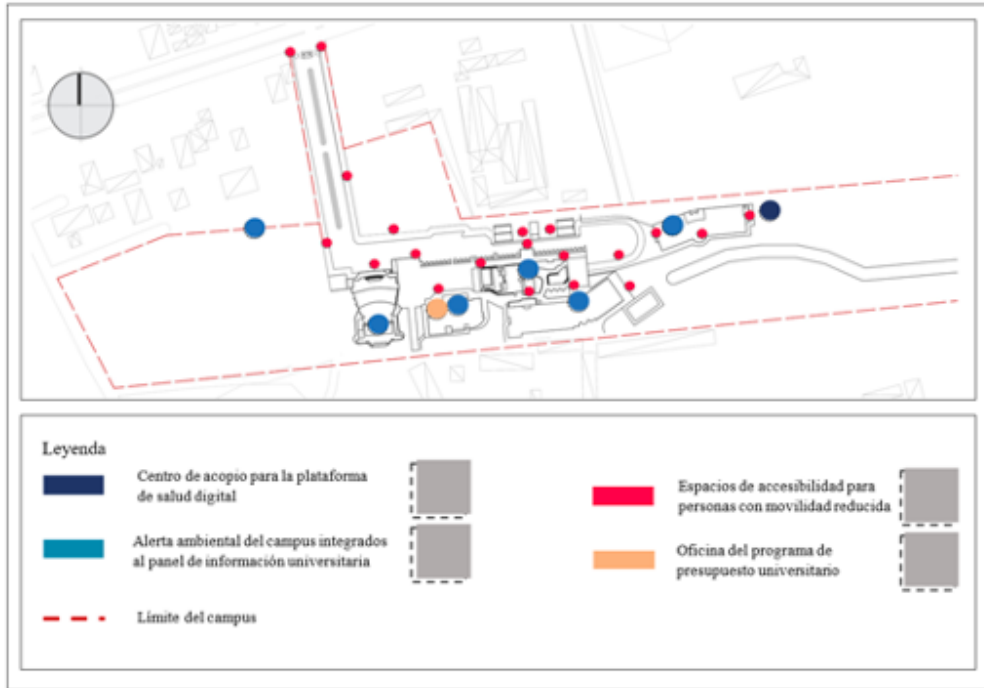 Leyenda
Centro de acopio para la plataforma
de salud digital
Alerta ambiental del campus integrados
al panel de información universitaria
Límite del campus
Espacios de accesibilidad para
personas con movilidad reducida
Oficina del programa de
presupuesto universitario